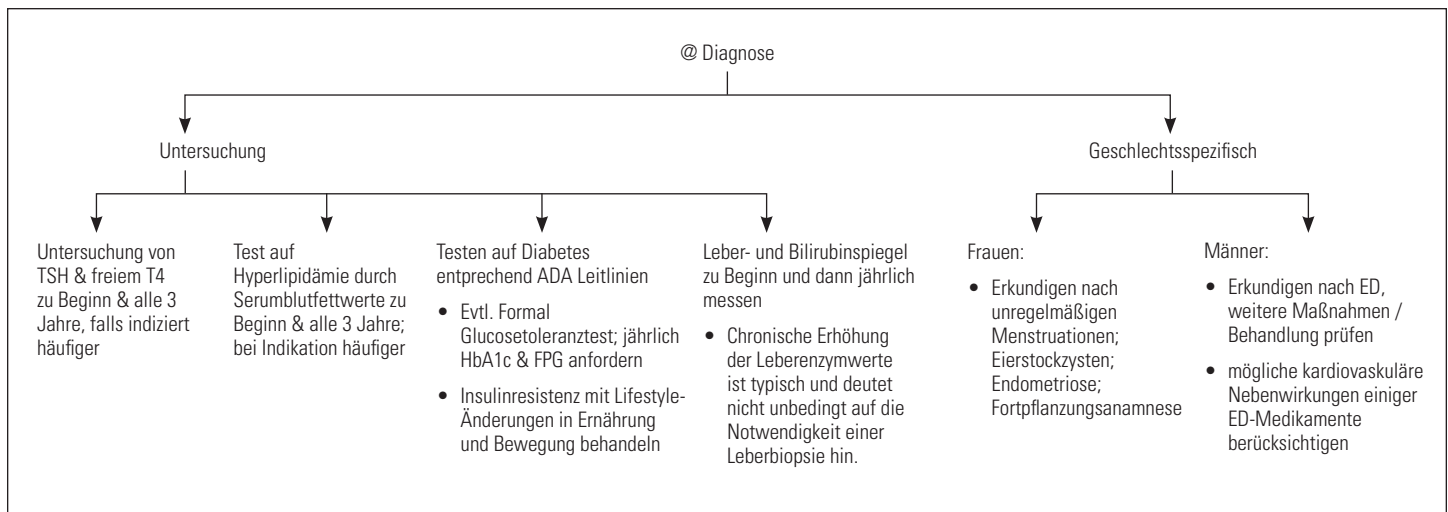 @ Diagnose
Untersuchung
Geschlechtsspezifisch
Untersuchung von
TSH & freiem T4
zu Beginn & alle 3
Jahre, falls indiziert
häufiger
Test auf
Hyperlipidämie durch
Serumblutfettwerte zu
Beginn & alle 3 Jahre;
bei Indikation häufiger
Testen auf Diabetes
entprechend ADA Leitlinien
• Evtl. Formal
Glucosetoleranztest; jährlich
HbA1c & FPG anfordern
• Insulinresistenz mit Lifestyle-
Änderungen in Ernährung
und Bewegung behandeln
Leber- und Bilirubinspiegel
zu Beginn und dann jährlich
messen
• Chronische Erhöhung
der Leberenzymwerte
ist typisch und deutet
nicht unbedingt auf die
Notwendigkeit einer
Leberbiopsie hin.
Frauen:
• Erkundigen nach
unregelmäßigen
Menstruationen;
Eierstockzysten;
Endometriose;
Fortpflanzungsanamnese
Männer:
• Erkundigen nach ED,
weitere Maßnahmen /
Behandlung prüfen
• mögliche kardiovaskuläre
Nebenwirkungen einiger
ED-Medikamente
berücksichtigen